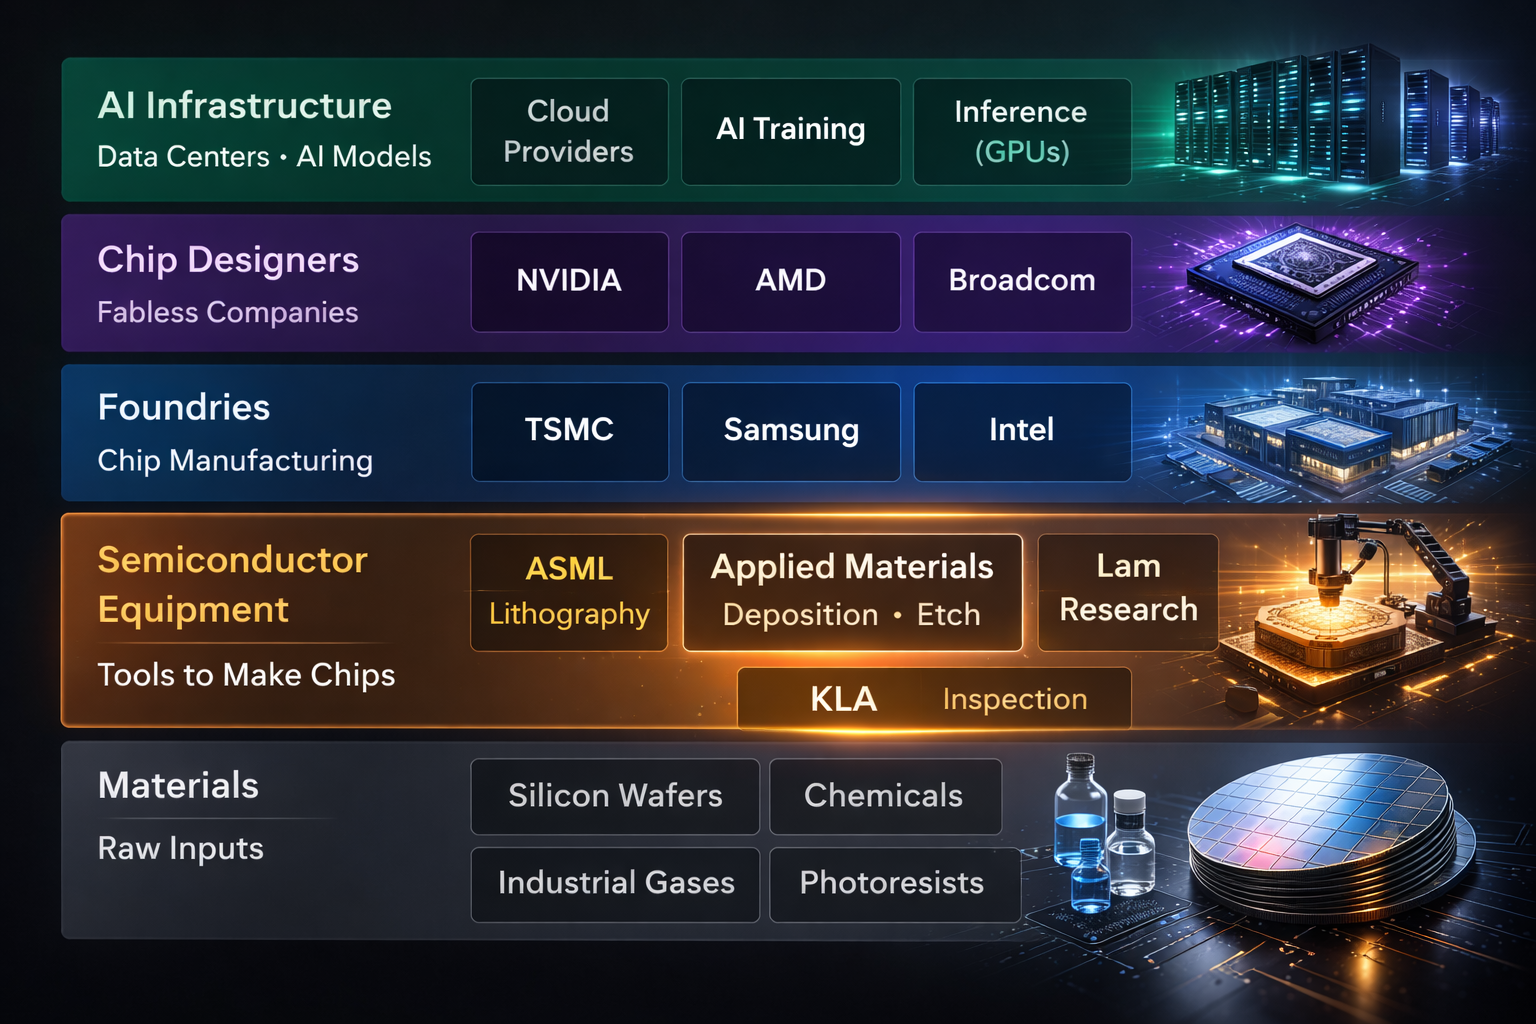 AI Infrastructure
Data Centers • AI Models
Cloud
Providers
AI Training
Inference
(GPUs)
Chip Designers
Fabless Companies
NVIDIA
AMD
Broadcom
Foundries
Chip Manufacturing
TSMC
Samsung
Intel
Semiconductor
Equipment
Tools to Make Chips
ASML
Lithography
Applied Materials
Deposition • Etch
Lam
Research
KLA Inspection
Materials
Raw Inputs
Silicon Wafers
Chemicals
Industrial Gases
Photoresists